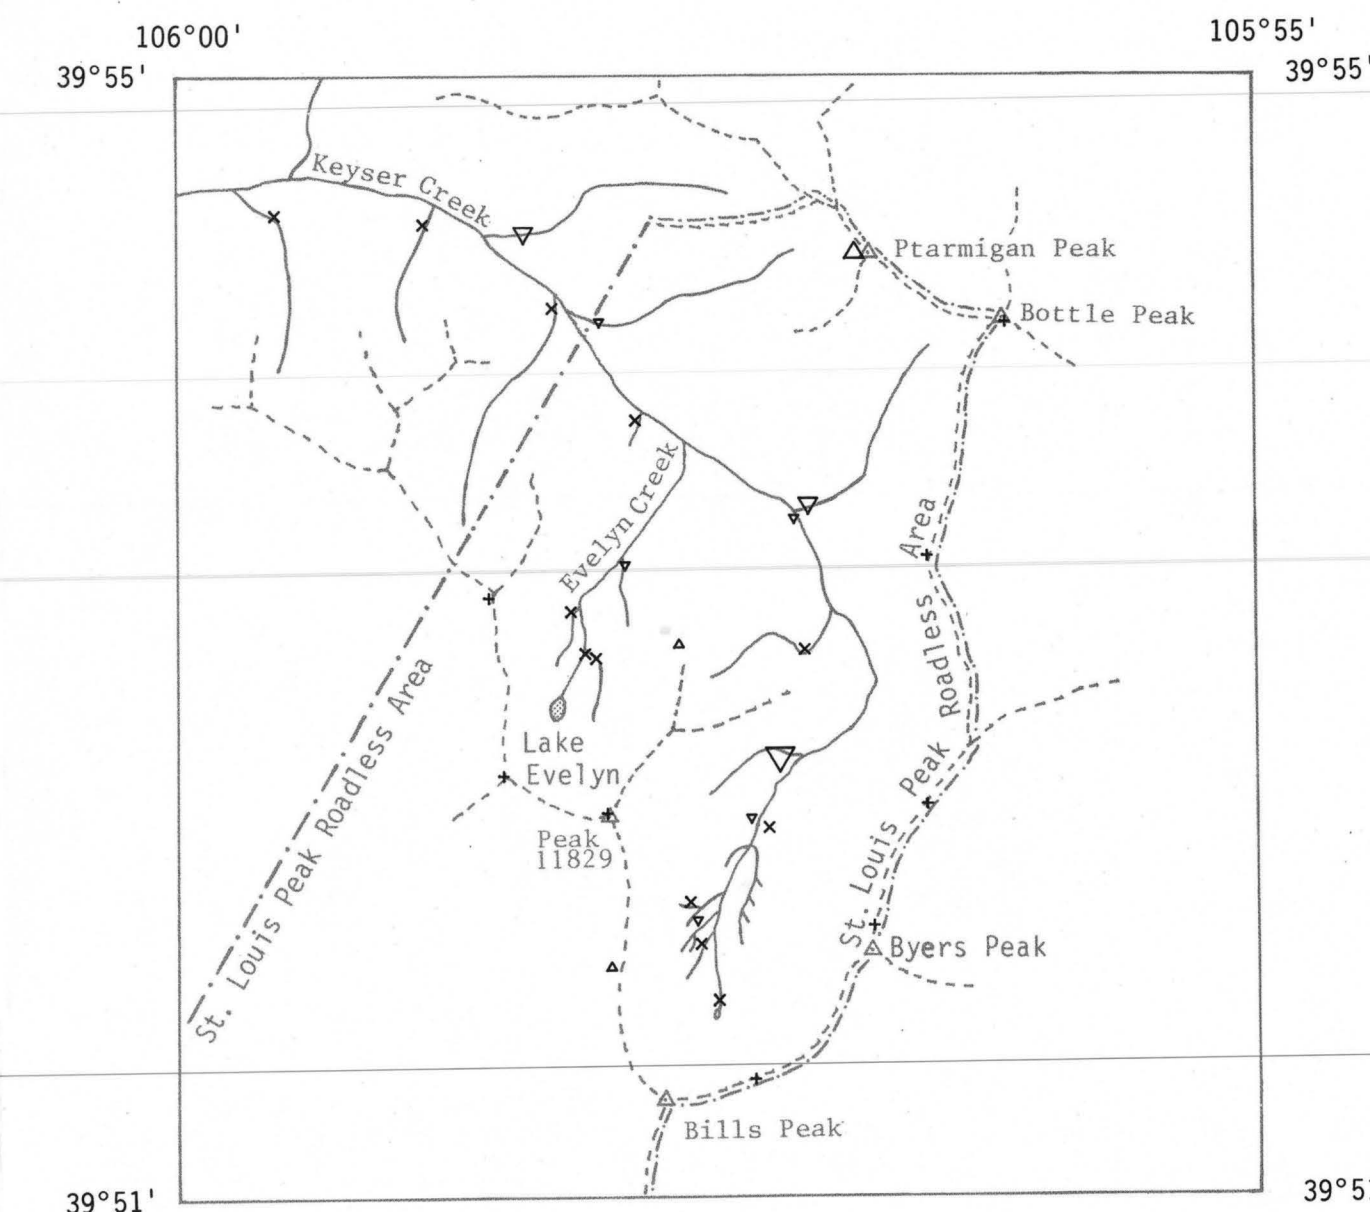 106°00'
105°55'
39°55'
39°55'
Keyser Creek
Ptarmigan Peak
Bottle Peak
Evelyn Creek
St. Louis Peak Roadless Area
St. Louis Peak Roadless Area
Lake
Evelyn
Peak
11829
Byers Peak
Bills Peak
39°51'
39°5